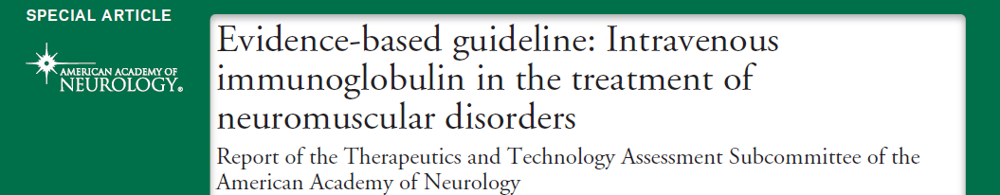 SPECIAL ARTICLE
AMERICAN ACADEMY OF
NEUROLOGY®
Evidence-based guideline: Intravenous
immunoglobulin in the treatment of
neuromuscular disorders
Report of the Therapeutics and Technology Assessment Subcommittee of the
American Academy of Neurology